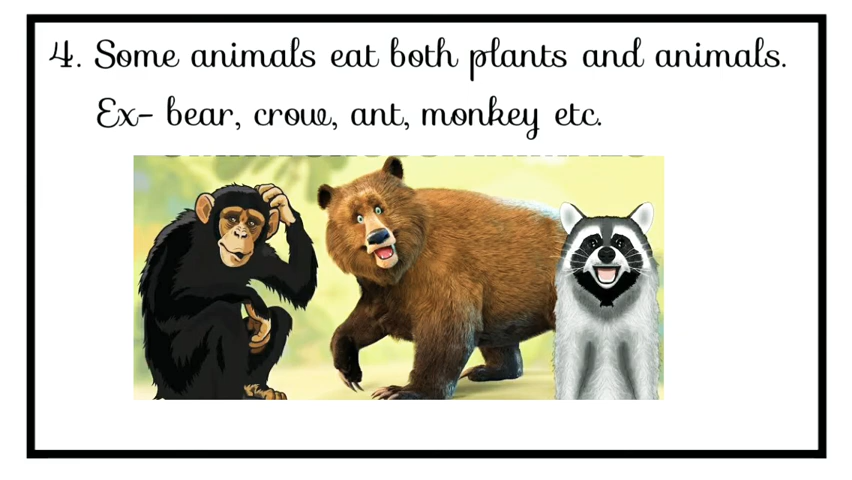 4. Some animals eat both plants and animals.
Ex- bear, crow, ant, monkey etc.